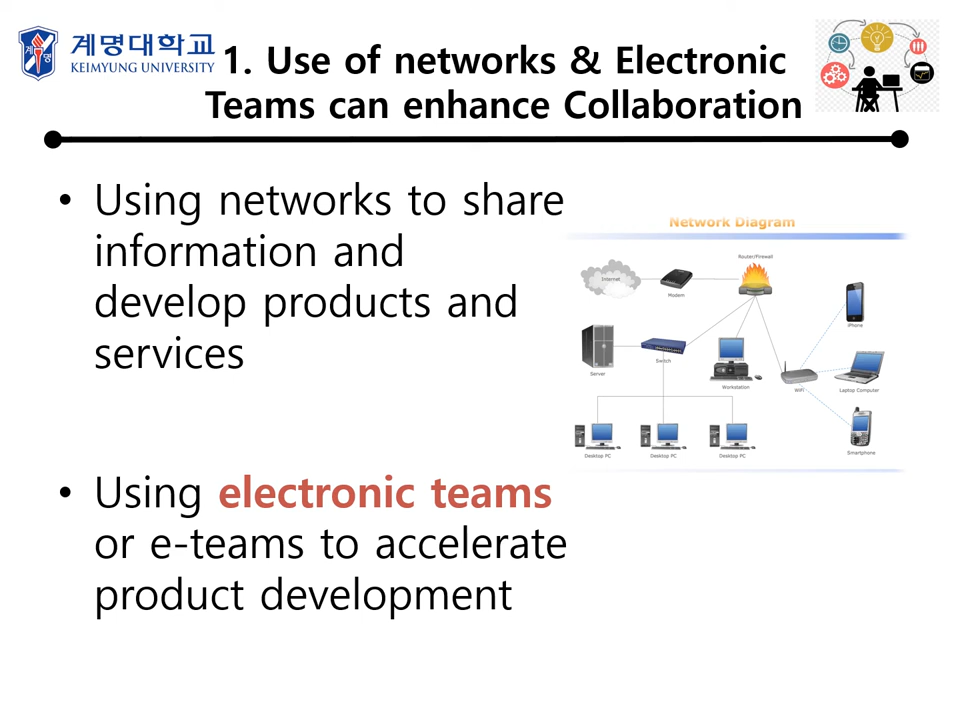 계명대학교
KEIMYUNG UNIVERSITY
1. Use of networks & Electronic
Teams can enhance Collaboration
• Using networks to share
information and
develop products and
services
Network Diagram
Router/Firewall
Internet
Modem
iPhone
Server
Switch
Workstation
WiFi
Laptop Computer
Desktop PC
Desktop PC
Desktop PC
Smartphone
• Using electronic teams
or e-teams to accelerate
product development